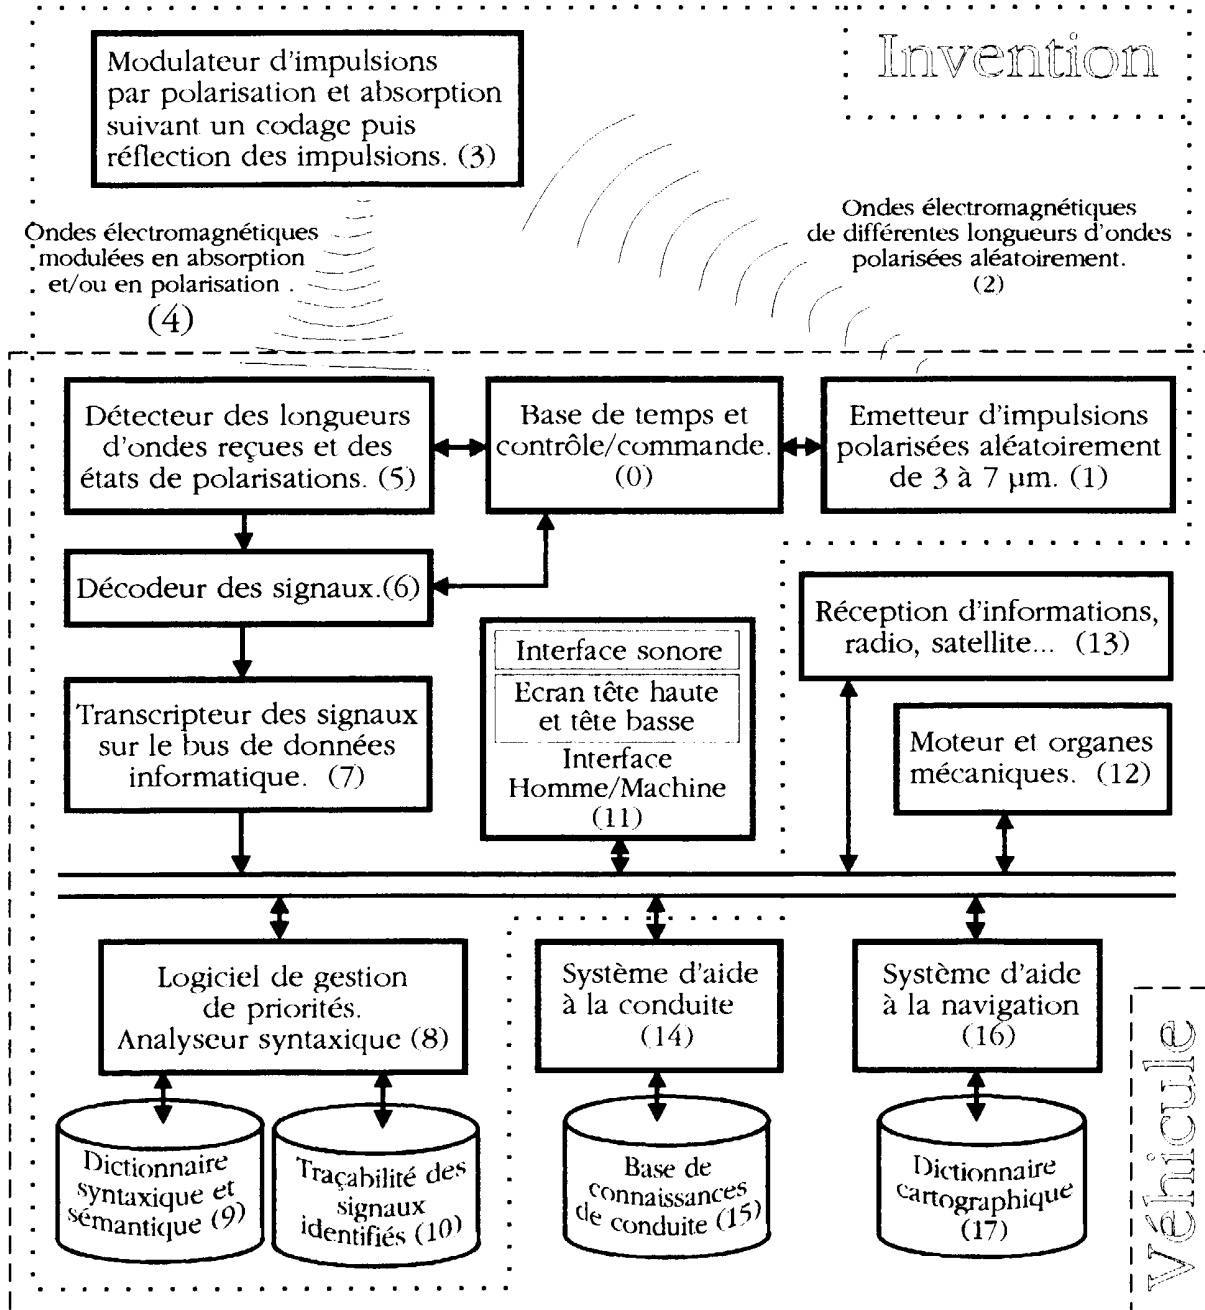 Invention
Modulateur d'impulsions
par polarisation et absorption
suivant un codage puis
réflection des impulsions. (3)
Ondes électromagnétiques
modulées en absorption
et/ou en polarisation .
(4)
Ondes électromagnétiques
de différentes longueurs d'ondes
polarisées aléatoirement.
(2)
Détecteur des longueurs
d'ondes reçues et des
états de polarisations. (5)
Base de temps et
contrôle/commande.
(0)
Emetteur d'impulsions
polarisées aléatoirement
de 3 à 7 µm. (1)
Décodeur des signaux.(6)
Transcripteur des signaux
sur le bus de données
informatique. (7)
Interface sonore
Ecran tête haute
et tête basse
Interface
Homme/Machine
(11)
Réception d'informations,
radio, satellite... (13)
Moteur et organes
mécaniques. (12)
Logiciel de gestion
de priorités.
Analyseur syntaxique (8)
Système d'aide
à la conduite
(14)
Système d'aide
à la navigation
(16)
Dictionnaire
syntaxique et
sémantique (9)
Traçabilité des
signaux
identifiés (10)
Base de
connaissances
de conduite (15)
Dictionnaire
cartographique
(17)
Véhicule